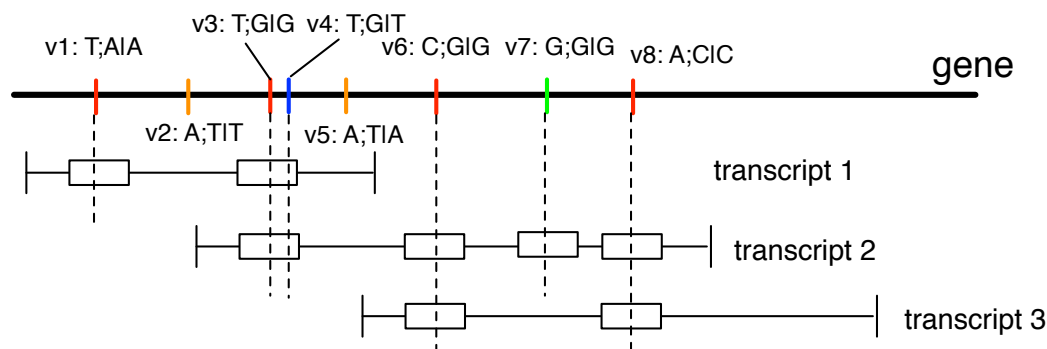 v3: T;G|G
v4: T;G|T
v1: T;A|A
v6: C;G|G
v7: G;G|G
v8: A;C|C
gene
v2: A;T|T
v5: A;T|A
transcript 1
transcript 2
transcript 3